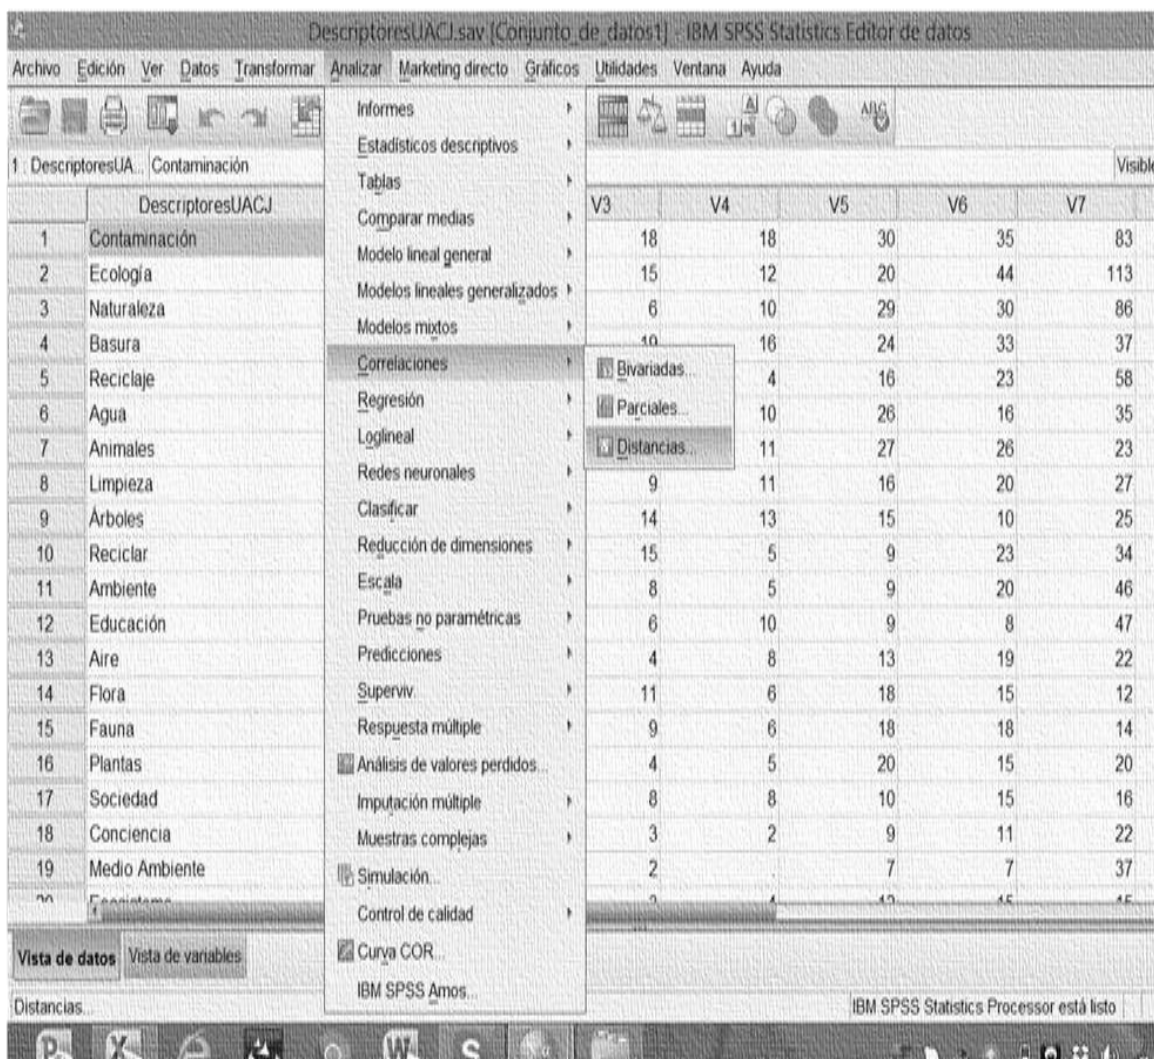 DescriptoresUACJ.sav [Conjunto_de_datos1] - IBM SPSS Statistics Editor de datos
Archivo Edición Ver Datos Transformar Analizar Marketing directo Gráficos Utilidades Ventana Ayuda
1 : DescriptoresUA... Contaminación
Visible
DescriptoresUACJ V3 V4 V5 V6 V7
1 Contaminación 18 18 30 35 83
2 Ecología 15 12 20 44 113
3 Naturaleza 6 10 29 30 86
4 Basura 19 16 24 33 37
5 Reciclaje 4 16 23 58
6 Agua 10 26 16 35
7 Animales 11 27 26 23
8 Limpieza 9 11 16 20 27
9 Árboles 14 13 15 10 25
10 Reciclar 15 5 9 23 34
11 Ambiente 8 5 9 20 46
12 Educación 6 10 9 8 47
13 Aire 4 8 13 19 22
14 Flora 11 6 18 15 12
15 Fauna 9 6 18 18 14
16 Plantas 4 5 20 15 20
17 Sociedad 8 8 10 15 16
18 Conciencia 3 2 9 11 22
19 Medio Ambiente 2 . 7 7 37
Informes
Estadísticos descriptivos
Tablas
Comparar medias
Modelo lineal general
Modelos lineales generalizados
Modelos mixtos
Correlaciones
Regresión
Loglineal
Redes neuronales
Clasificar
Reducción de dimensiones
Escala
Pruebas no paramétricas
Predicciones
Superviv.
Respuesta múltiple
Análisis de valores perdidos...
Imputación múltiple
Muestras complejas
Simulación...
Control de calidad
Curva COR...
IBM SPSS Amos...
Bivariadas...
Parciales...
Distancias...
Vista de datos Vista de variables
Distancias...
IBM SPSS Statistics Processor está listo